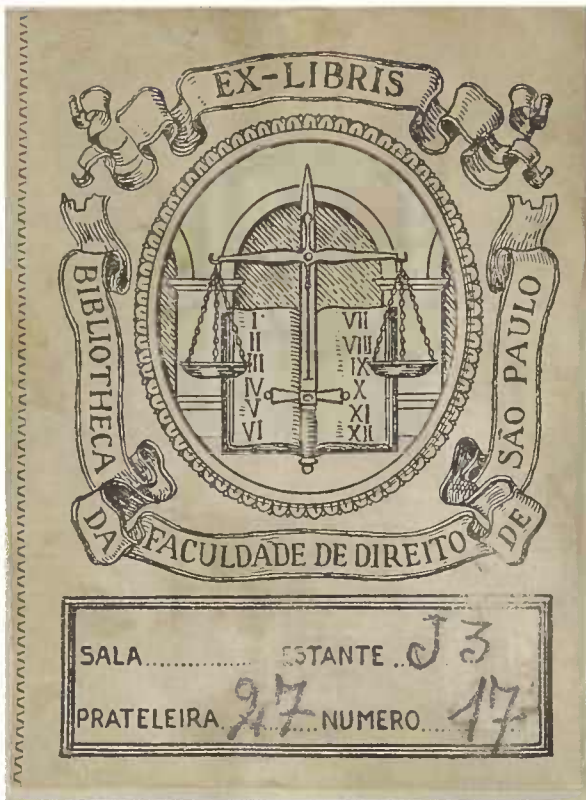 EX-LIBRIS
BIBLIOTHECA DA FACULDADE DE DIREITO DE SÃO PAULO
I
II
III
IV
V
VI
VII
VIII
IX
X
XI
XII
SALA.............. ESTANTE ..J 3
PRATELEIRA..27..NUMERO....17